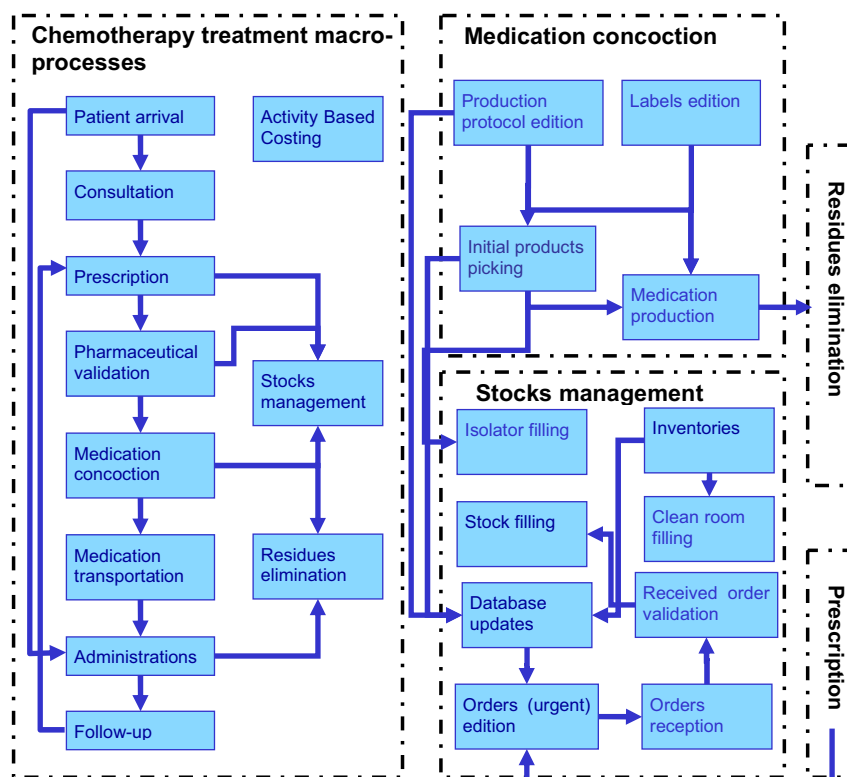 Chemotherapy treatment macro-
processes
Patient arrival
Activity Based
Costing
Consultation
Prescription
Pharmaceutical
validation
Stocks
management
Medication
concoction
Medication
transportation
Residues
elimination
Administrations
Follow-up
Medication concoction
Production
protocol edition
Labels edition
Initial products
picking
Medication
production
Stocks management
Isolator filling
Inventories
Stock filling
Clean room
filling
Database
updates
Received order
validation
Orders (urgent)
edition
Orders
reception
Residues elimination
Prescription